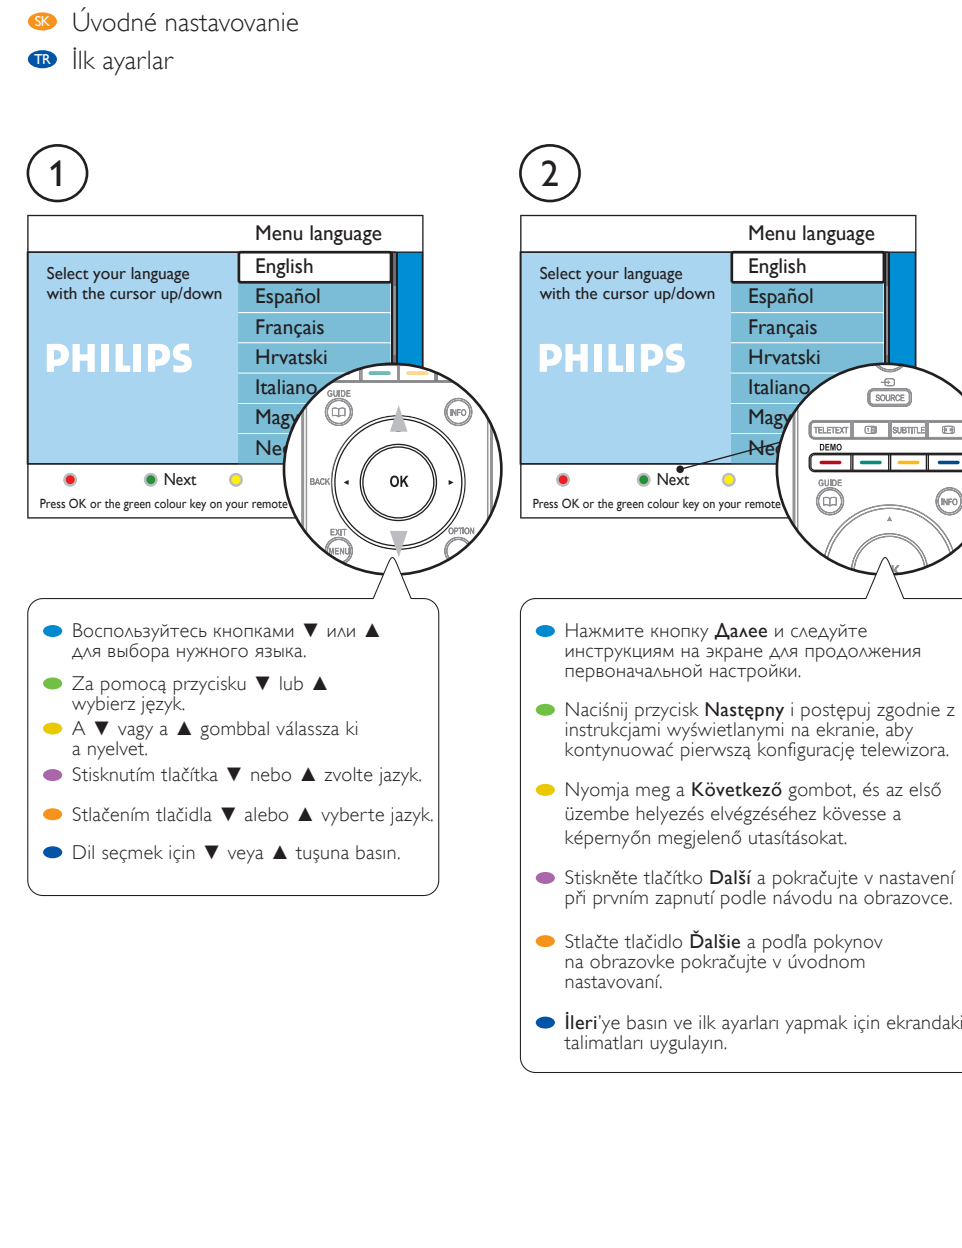 SK Úvodné nastavovanie
TR İlk ayarlar
1
Menu language
Select your language
with the cursor up/down
PHILIPS
English
Español
Français
Hrvatski
Italiano
Mag
Ne
Next
Press OK or the green colour key on your remote
GUIDE
INFO
BACK
OK
EXIT
MENU
OPTION
Воспользуйтесь кнопками ▼ или ▲
для выбора нужного языка.
Za pomocą przycisku ▼ lub ▲
wybierz język.
A ▼ vagy a ▲ gombbal válassza ki
a nyelvet.
Stisknutím tlačítka ▼ nebo ▲ zvolte jazyk.
Stlačením tlačidla ▼ alebo ▲ vyberte jazyk.
Dil seçmek için ▼ veya ▲ tuşuna basın.
2
Menu language
Select your language
with the cursor up/down
PHILIPS
English
Español
Français
Hrvatski
Italiano
Mag
Ne
Next
Press OK or the green colour key on your remote
SOURCE
TELETEXT
SUBTITLE
DEMO
GUIDE
INFO
Нажмите кнопку Далее и следуйте
инструкциям на экране для продолжения
первоначальной настройки.
Naciśnij przycisk Następny i postępuj zgodnie z
instrukcjami wyświetlanymi na ekranie, aby
kontynuować pierwszą konfigurację telewizora.
Nyomja meg a Következő gombot, és az első
üzembe helyezés elvégzéséhez kövesse a
képernyőn megjelenő utasításokat.
Stiskněte tlačítko Další a pokračujte v nastavení
při prvním zapnutí podle návodu na obrazovce.
Stlačte tlačidlo Ďalšie a podľa pokynov
na obrazovke pokračujte v úvodnom
nastavovaní.
İleri'ye basın ve ilk ayarları yapmak için ekrandaki
talimatları uygulayın.